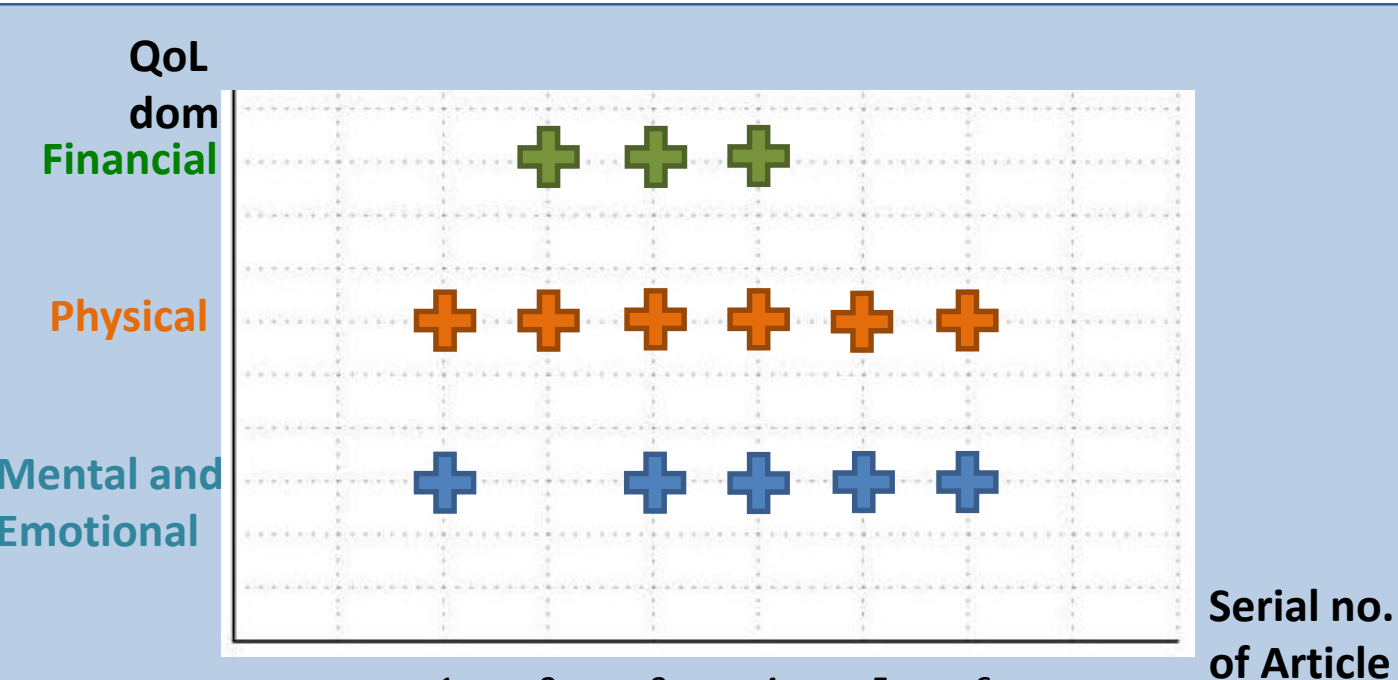 QoL
dom
Financial
Physical
Mental and
Emotional
Serial no.
of Article